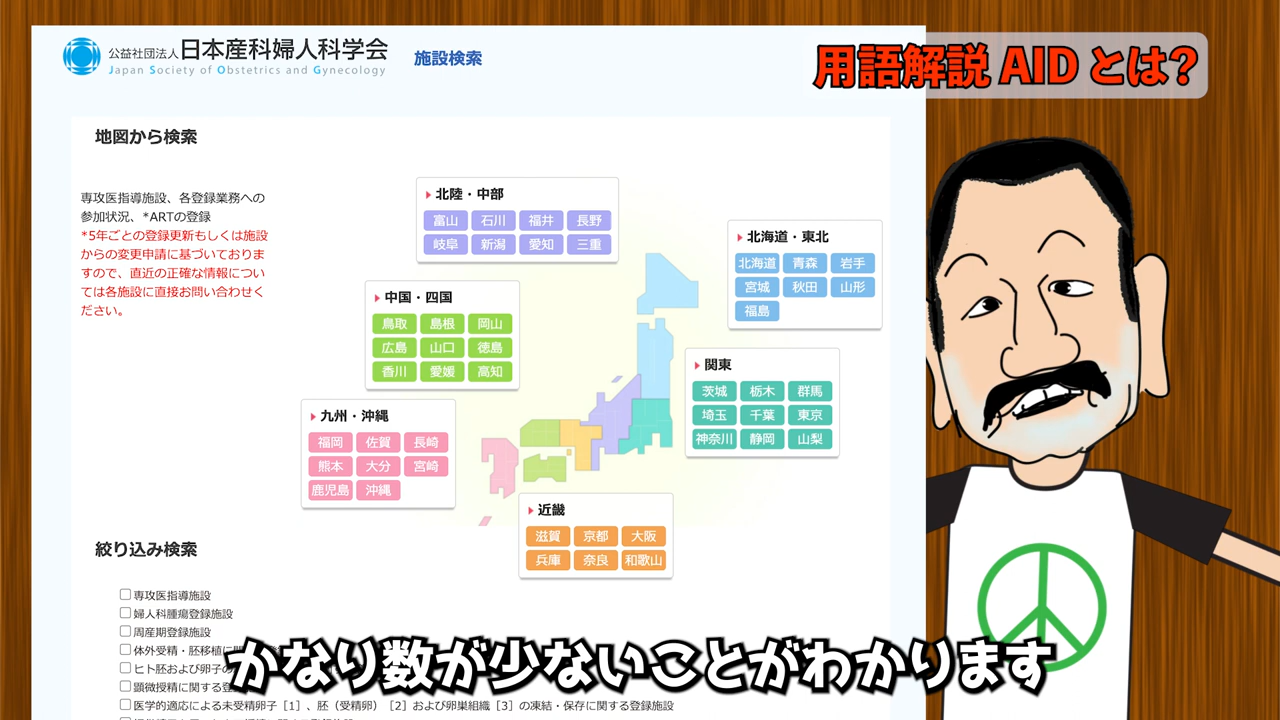 公益社団法人日本産科婦人科学会
Japan Society of Obstetrics and Gynecology
施設検索
用語解説 AID とは?
地図から検索
専攻医指導施設、各登録業務への
参加状況、*ARTの登録
*5年ごとの登録更新もしくは施設
からの変更申請に基づいておりま
すので、直近の正確な情報につい
ては各施設に直接お問い合わせく
ださい。
北陸・中部
富山 石川 福井 長野
岐阜 新潟 愛知 三重
北海道・東北
北海道 青森 岩手
宮城 秋田 山形
福島
中国・四国
鳥取 島根 岡山
広島 山口 徳島
香川 愛媛 高知
関東
茨城 栃木 群馬
埼玉 千葉 東京
神奈川 静岡 山梨
九州・沖縄
福岡 佐賀 長崎
熊本 大分 宮崎
鹿児島 沖縄
近畿
滋賀 京都 大阪
兵庫 奈良 和歌山
絞り込み検索
専攻医指導施設
婦人科腫瘍登録施設
周産期登録施設
体外受精・胚移植に
ヒト胚および卵子の
顕微授精に関する登
医学的適応による未受精卵子［1］、胚（受精卵）［2］および卵巣組織［3］の凍結・保存に関する登録施設
かなり数が少ないことがわかります